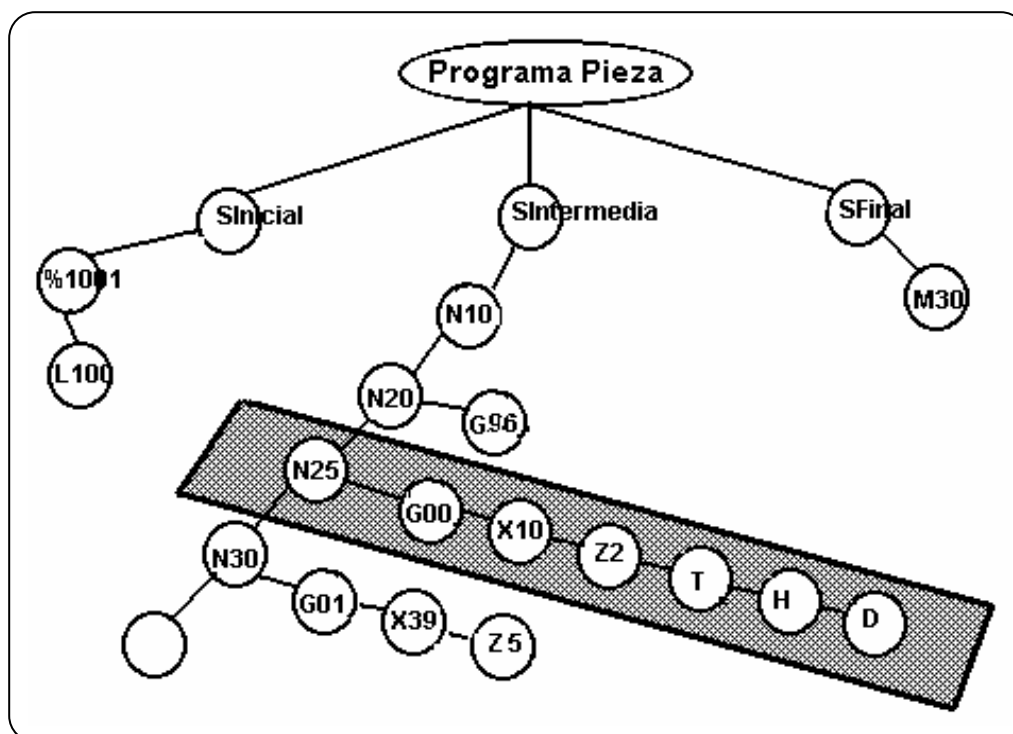 Programa Pieza
SInicial
SIntermedia
SFinal
%1001
M30
N10
L100
N20
G96
N25
G00
X10
Z2
T
H
D
N30
G01
X39
Z5